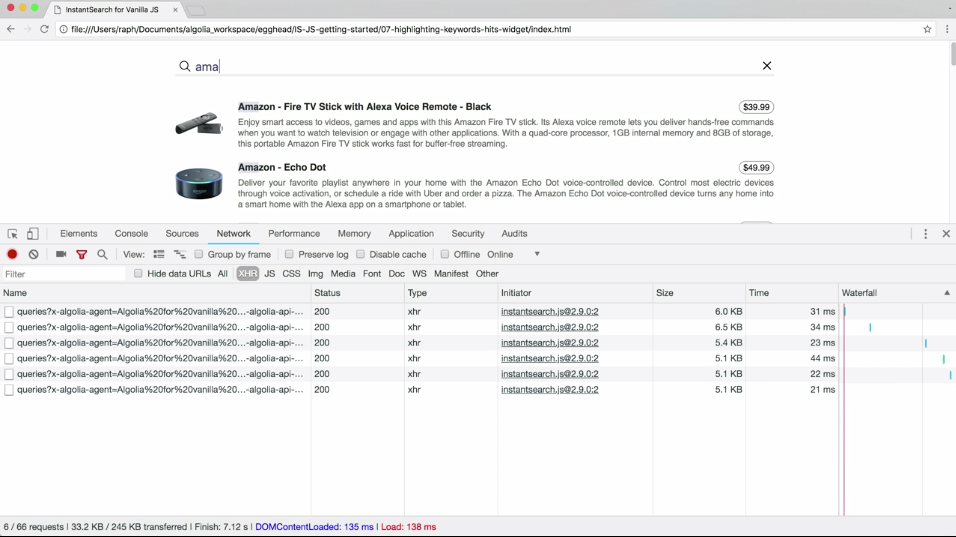 InstantSearch for Vanilla JS
file:///Users/raph/Documents/algolia_workspace/egghead/IS-JS-getting-started/07-highlighting-keywords-hits-widget/index.html
ama
Amazon - Fire TV Stick with Alexa Voice Remote - Black $39.99
Enjoy smart access to videos, games and apps with this Amazon Fire TV stick. Its Alexa voice remote lets you deliver hands-free commands
when you want to watch television or engage with other applications. With a quad-core processor, 1GB internal memory and 8GB of storage,
this portable Amazon Fire TV stick works fast for buffer-free streaming.
Amazon - Echo Dot $49.99
Deliver your favorite playlist anywhere in your home with the Amazon Echo Dot voice-controlled device. Control most electric devices
through voice activation, or schedule a ride with Uber and order a pizza. The Amazon Echo Dot voice-controlled device turns any home into
a smart home with the Alexa app on a smartphone or tablet.
Elements Console Sources Network Performance Memory Application Security Audits
View: Group by frame Preserve log Disable cache Offline Online
Filter Hide data URLs All XHR JS CSS Img Media Font Doc WS Manifest Other
Name Status Type Initiator Size Time Waterfall
queries?x-algolia-agent=Algolia%20for%20vanilla%20...-algolia-api-... 200 xhr instantsearch.js@2.9.0:2 6.0 KB 31 ms
queries?x-algolia-agent=Algolia%20for%20vanilla%20...-algolia-api-... 200 xhr instantsearch.js@2.9.0:2 6.5 KB 34 ms
queries?x-algolia-agent=Algolia%20for%20vanilla%20...-algolia-api-... 200 xhr instantsearch.js@2.9.0:2 5.4 KB 23 ms
queries?x-algolia-agent=Algolia%20for%20vanilla%20...-algolia-api-... 200 xhr instantsearch.js@2.9.0:2 5.1 KB 44 ms
queries?x-algolia-agent=Algolia%20for%20vanilla%20...-algolia-api-... 200 xhr instantsearch.js@2.9.0:2 5.1 KB 22 ms
queries?x-algolia-agent=Algolia%20for%20vanilla%20...-algolia-api-... 200 xhr instantsearch.js@2.9.0:2 5.1 KB 21 ms
6 / 66 requests | 33.2 KB / 245 KB transferred | Finish: 7.12 s | DOMContentLoaded: 135 ms | Load: 138 ms